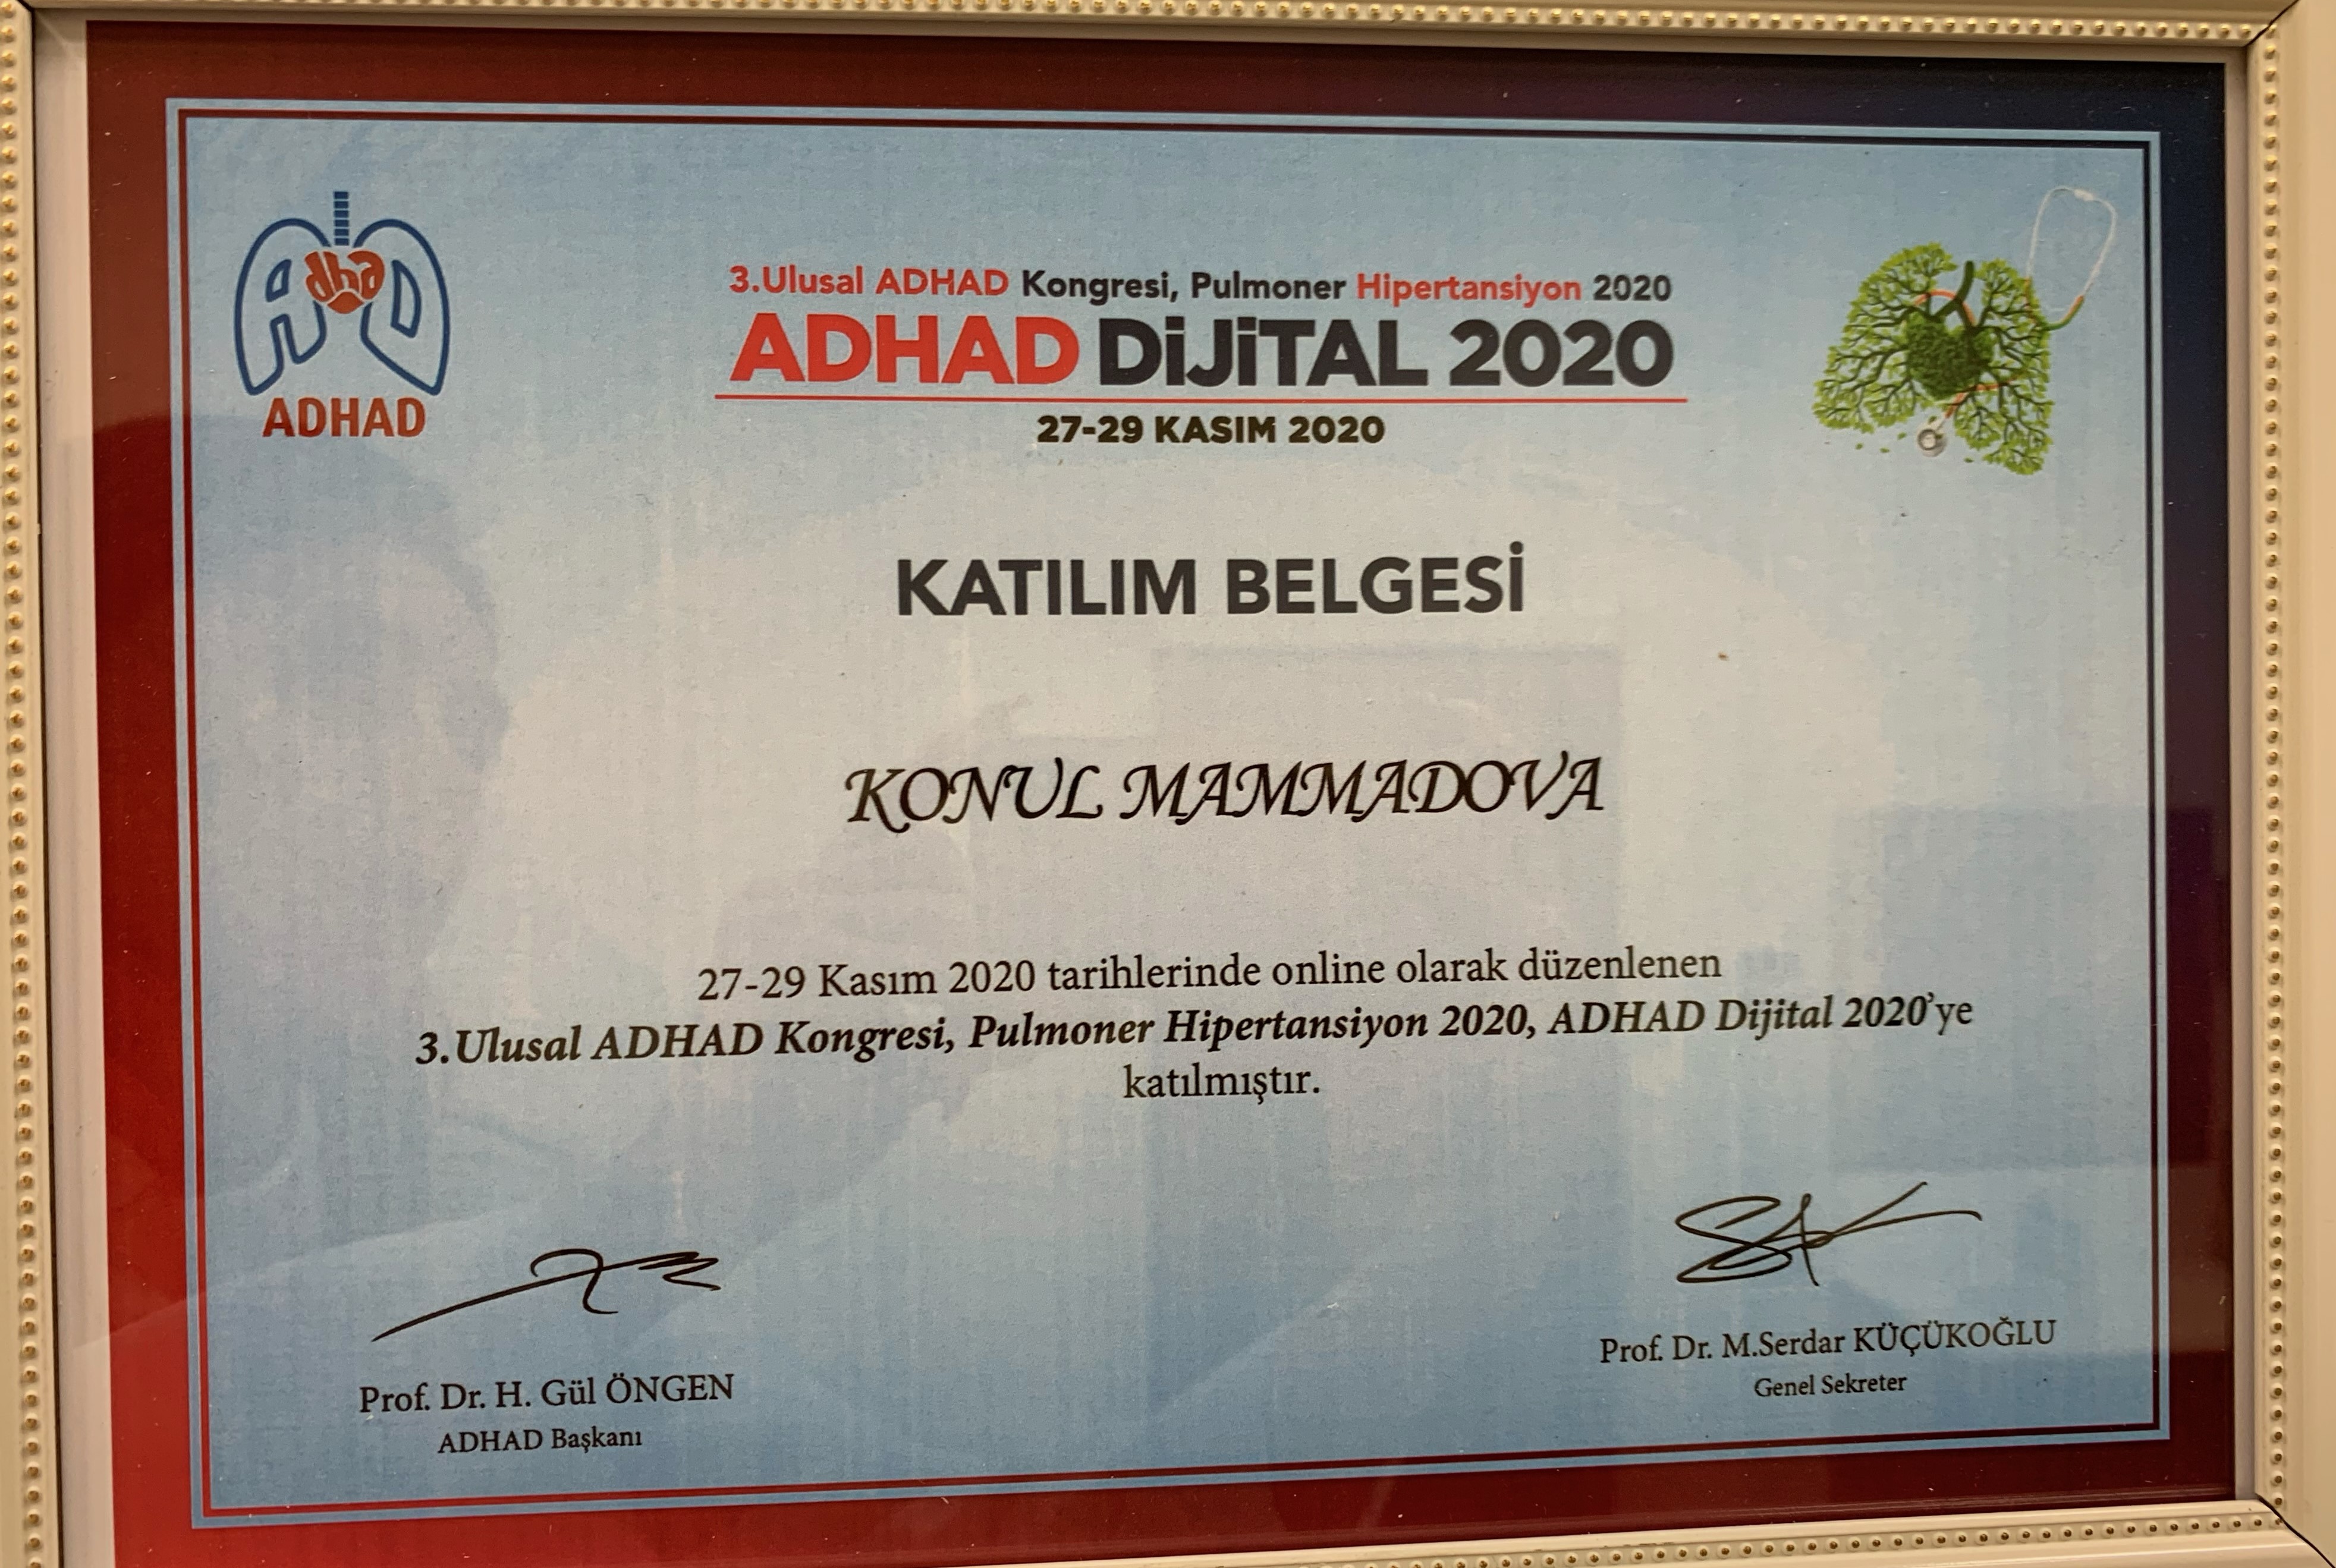 adhad
AD
ADHAD
3.Ulusal ADHAD Kongresi, Pulmoner Hipertansiyon 2020
ADHAD DİJİTAL 2020
27-29 KASIM 2020
KATILIM BELGESİ
KONUL MAMMADOVA
27-29 Kasım 2020 tarihlerinde online olarak düzenlenen
3.Ulusal ADHAD Kongresi, Pulmoner Hipertansiyon 2020, ADHAD Dijital 2020’ye
katılmıştır.
Prof. Dr. H. Gül ÖNGEN
ADHAD Başkanı
Prof. Dr. M.Serdar KÜÇÜKOĞLU
Genel Sekreter